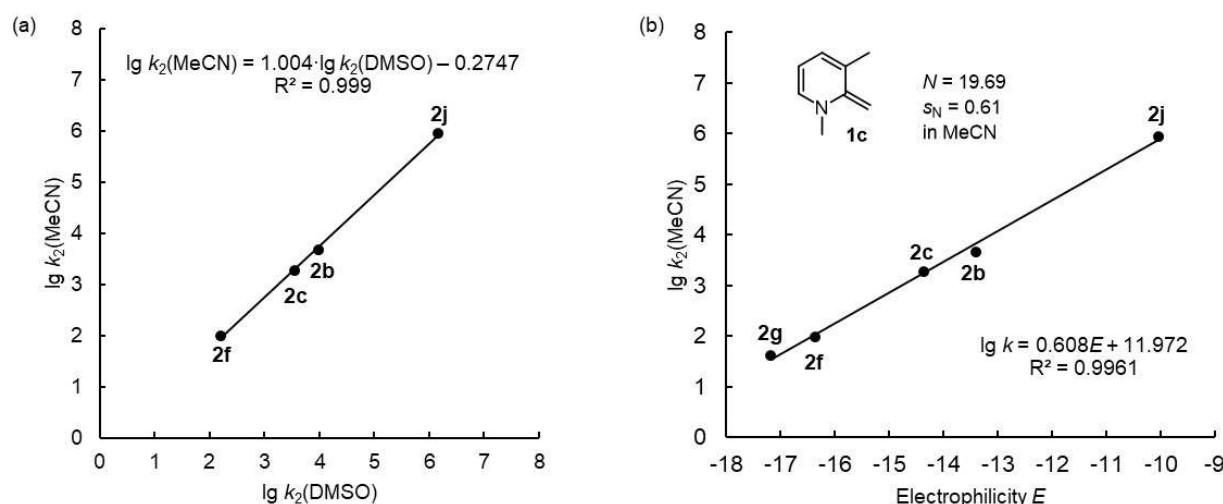 (a)
lg k₂(MeCN) = 1.004·lg k₂(DMSO) – 0.2747
R² = 0.999
lg k₂(MeCN)
8
7
6
5
4
3
2
1
0
2j
2b
2c
2f
0 1 2 3 4 5 6 7 8
lg k₂(DMSO)
(b)
N
1c
N = 19.69
sN = 0.61
in MeCN
lg k₂(MeCN)
8
7
6
5
4
3
2
1
0
2j
2c
2b
2g
2f
lg k = 0.608E + 11.972
R² = 0.9961
-18 -17 -16 -15 -14 -13 -12 -11 -10 -9
Electrophilicity E